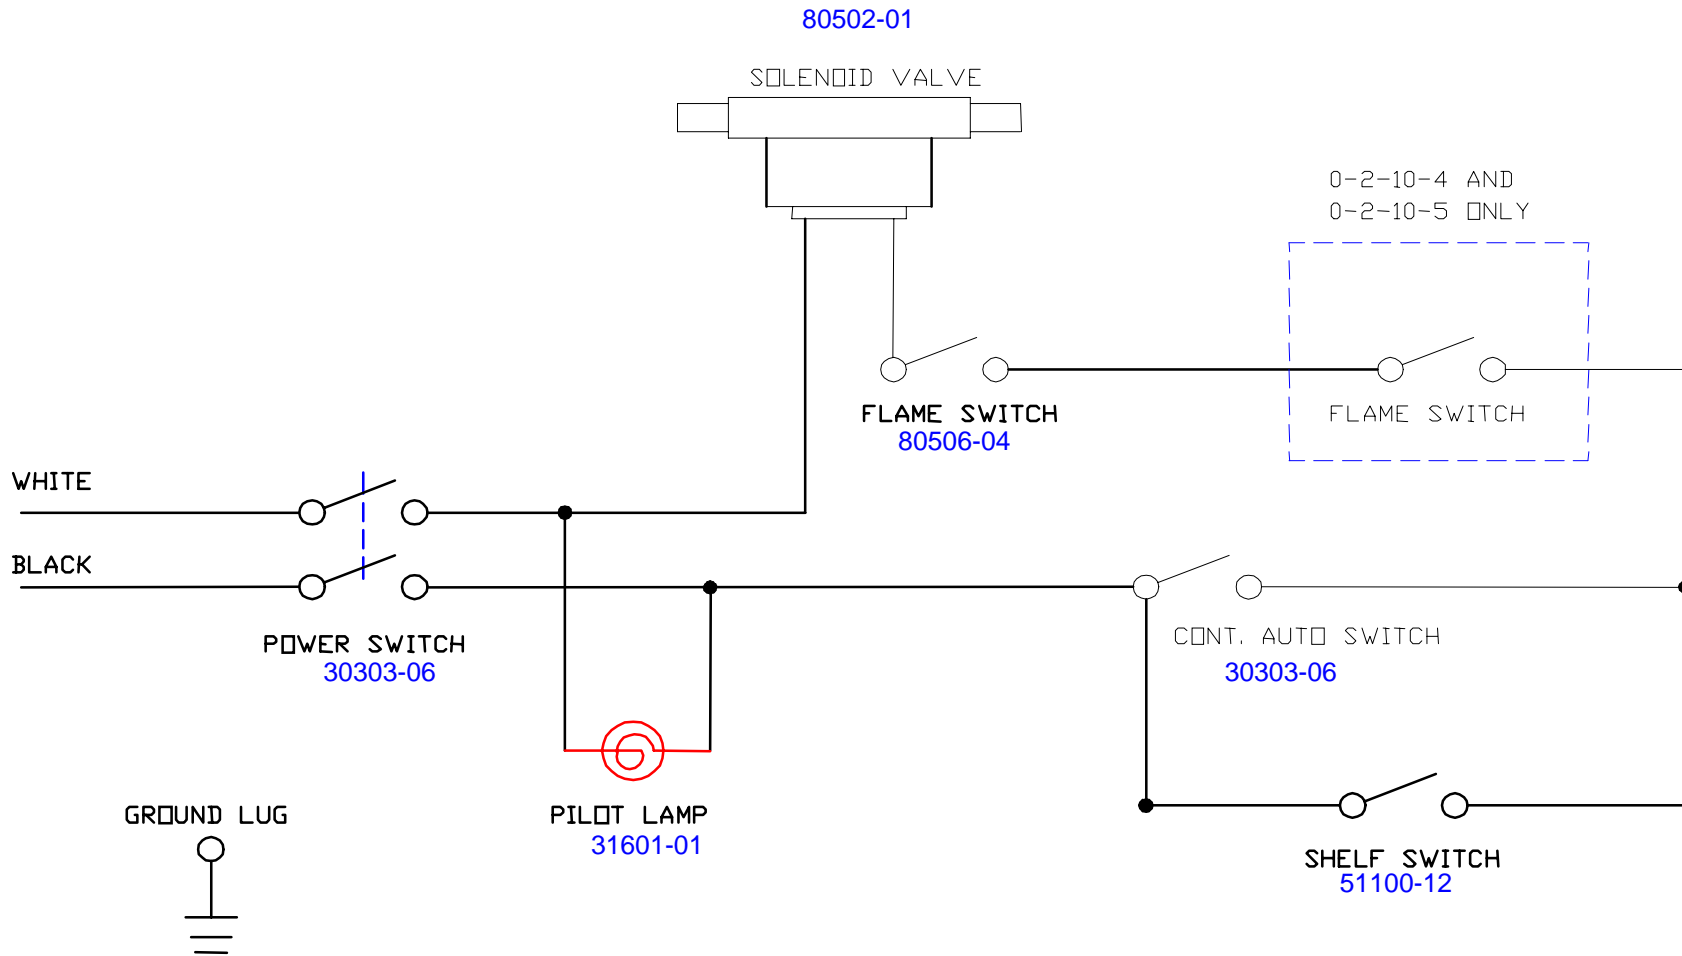 80502-01
SOLENOID VALVE
0-2-10-4 AND
0-2-10-5 ONLY
FLAME SWITCH
80506-04
FLAME SWITCH
WHITE
BLACK
POWER SWITCH
30303-06
CONT. AUTO SWITCH
30303-06
GROUND LUG
PILOT LAMP
31601-01
SHELF SWITCH
51100-12